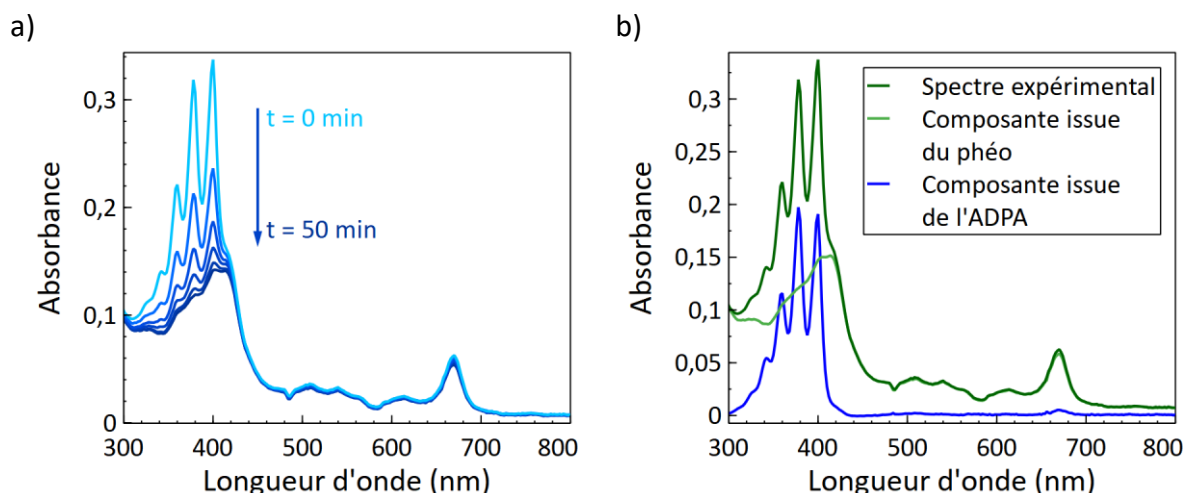 a)
0,3
0,2
0,1
0
Absorbance
t = 0 min
t = 50 min
300 400 500 600 700 800
Longueur d'onde (nm)
b)
0,3
0,25
0,2
0,15
0,1
0,05
0
Absorbance
Spectre expérimental
Composante issue
du phéo
Composante issue
de l'ADPA
300 400 500 600 700 800
Longueur d'onde (nm)